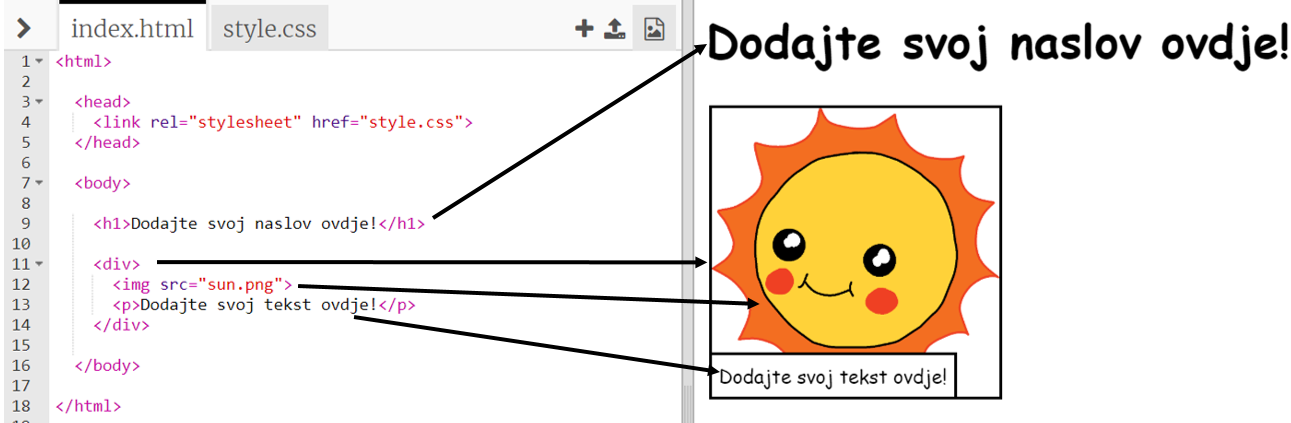 index.html style.css
1 <html>
2
3 <head>
4 <link rel="stylesheet" href="style.css">
5 </head>
6
7 <body>
8
9 <h1>Dodajte svoj naslov ovdje!</h1>
10
11 <div>
12 <img src="sun.png">
13 <p>Dodajte svoj tekst ovdje!</p>
14 </div>
15
16 </body>
17
18 </html>
Dodajte svoj naslov ovdje!
Dodajte svoj tekst ovdje!